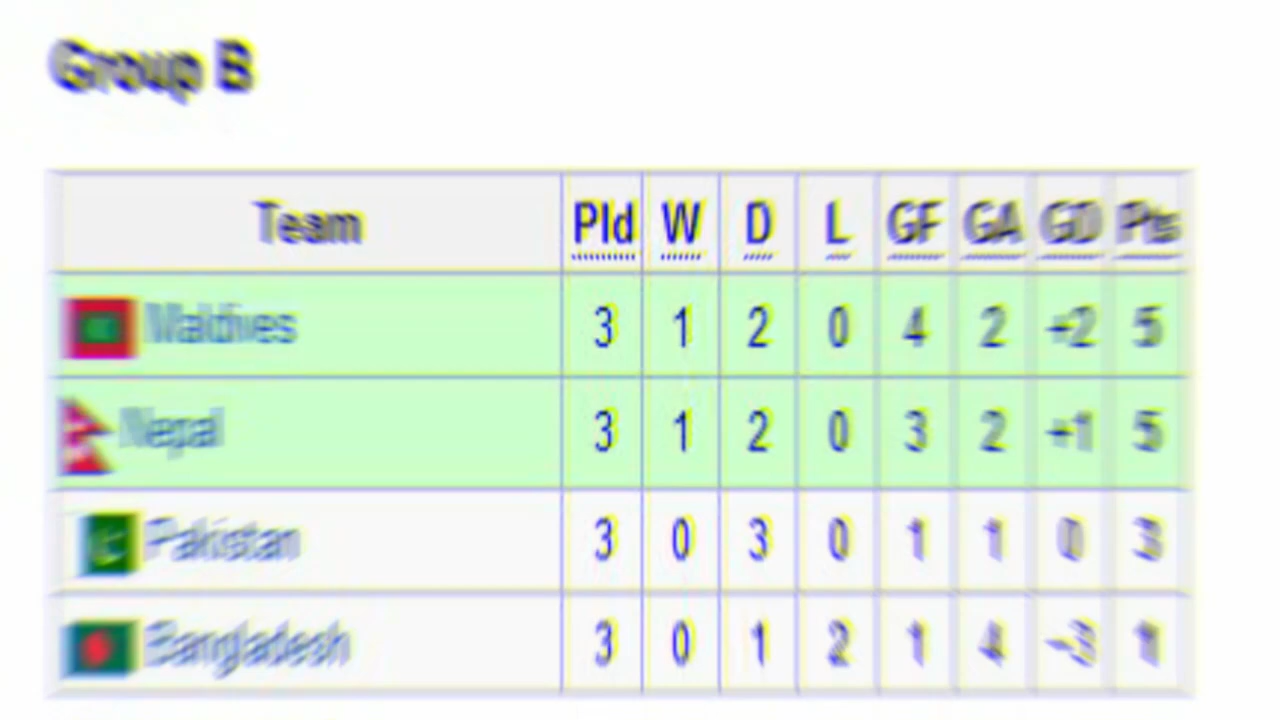 Group B
Team Pld W D L GF GA GD Pts
Maldives 3 1 2 0 4 2 +2 5
Nepal 3 1 2 0 3 2 +1 5
Pakistan 3 0 3 0 1 1 0 3
Bangladesh 3 0 1 2 1 4 −3 1